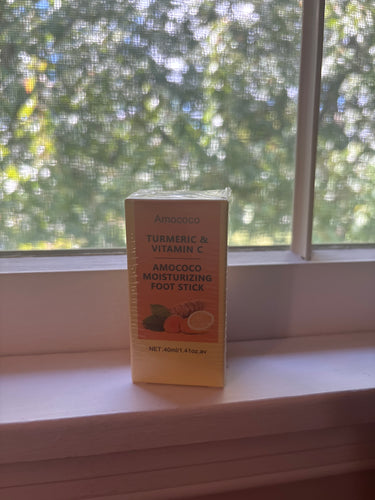 Amococo
TURMERIC &
VITAMIN C
AMOCOCO
MOISTURIZING
FOOT STICK
NET:40ml/1.41oz.av